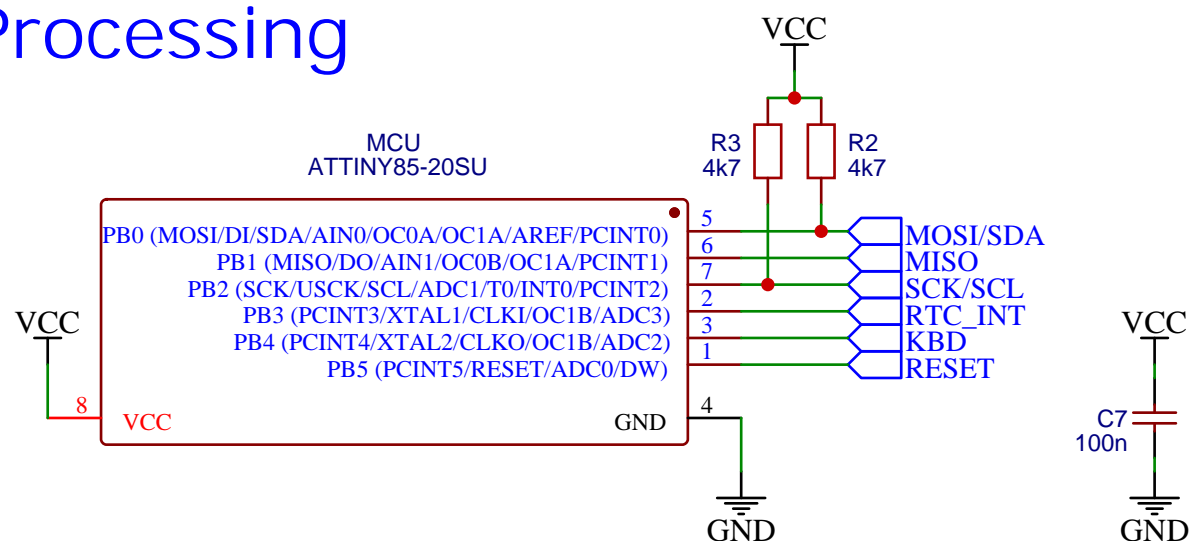 Processing
VCC
MCU
ATTINY85-20SU
R3
4k7
R2
4k7
PB0 (MOSI/DI/SDA/AIN0/OC0A/OC1A/AREF/PCINT0)
5
MOSI/SDA
PB1 (MISO/DO/AIN1/OC0B/OC1A/PCINT1)
6
MISO
PB2 (SCK/USCK/SCL/ADC1/T0/INT0/PCINT2)
7
SCK/SCL
PB3 (PCINT3/XTAL1/CLKI/OC1B/ADC3)
2
RTC_INT
PB4 (PCINT4/XTAL2/CLKO/OC1B/ADC2)
3
KBD
PB5 (PCINT5/RESET/ADC0/DW)
1
RESET
VCC
8
VCC
GND
4
GND
VCC
C7
100n
GND